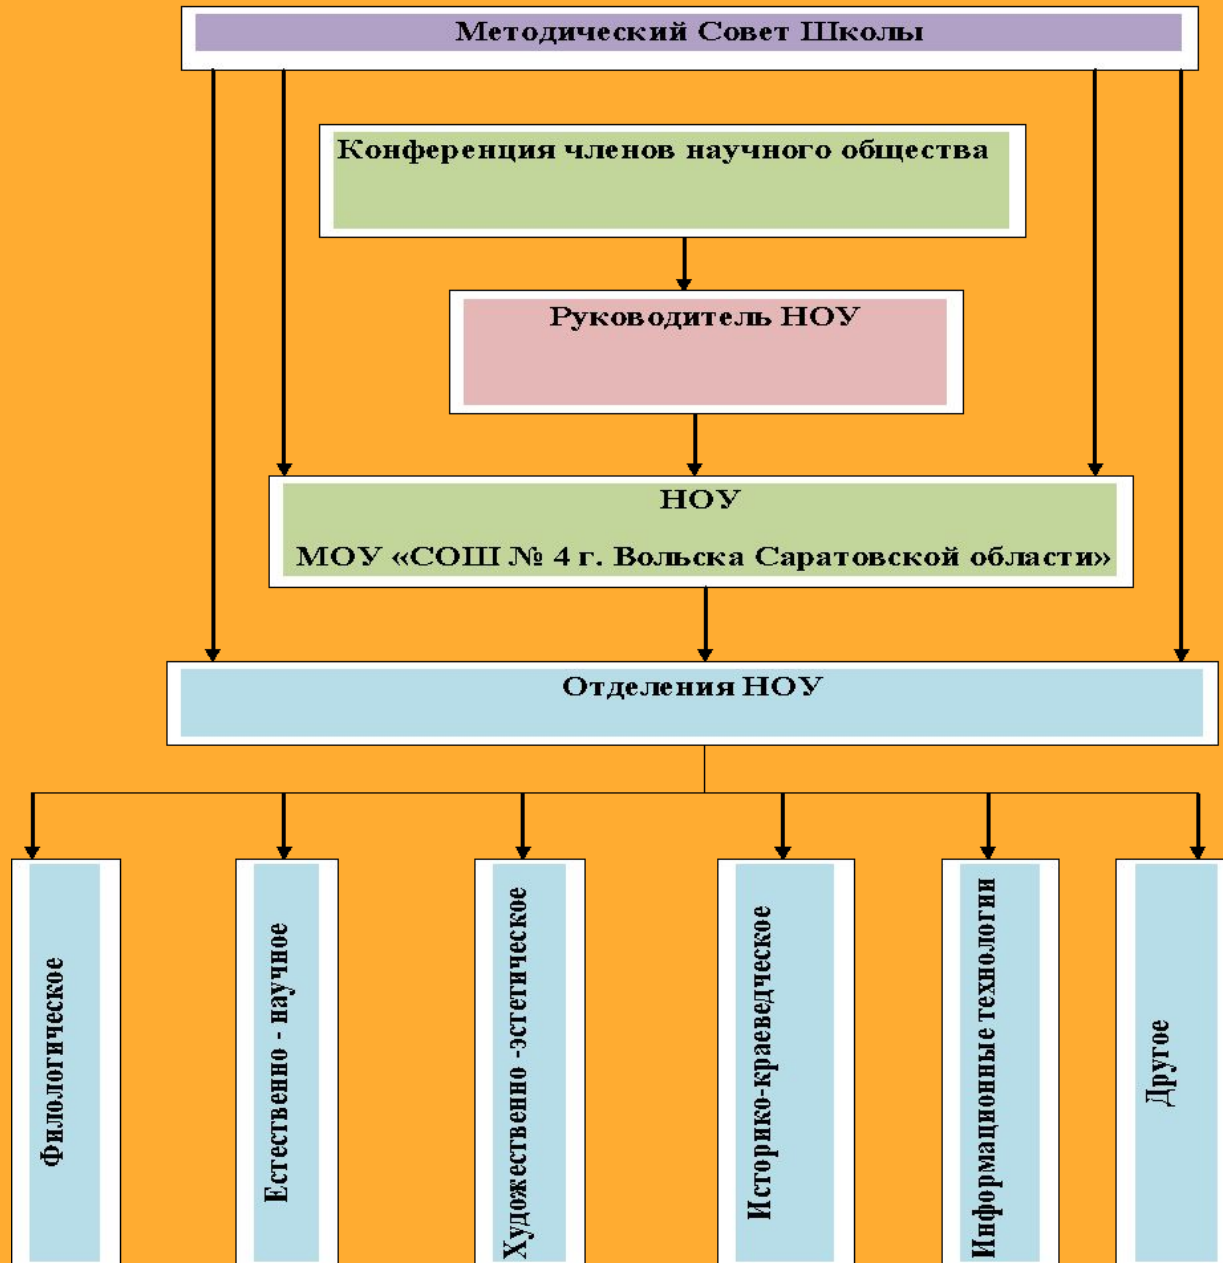 Методический Совет Школы
Конференция членов научного общества
Руководитель НОУ
НОУ
МОУ «СОШ № 4 г. Вольска Саратовской области»
Отделения НОУ
Филологическое
Естественно - научное
Художественно -эстетическое
Историко-краеведческое
Информационные технологии
Другое